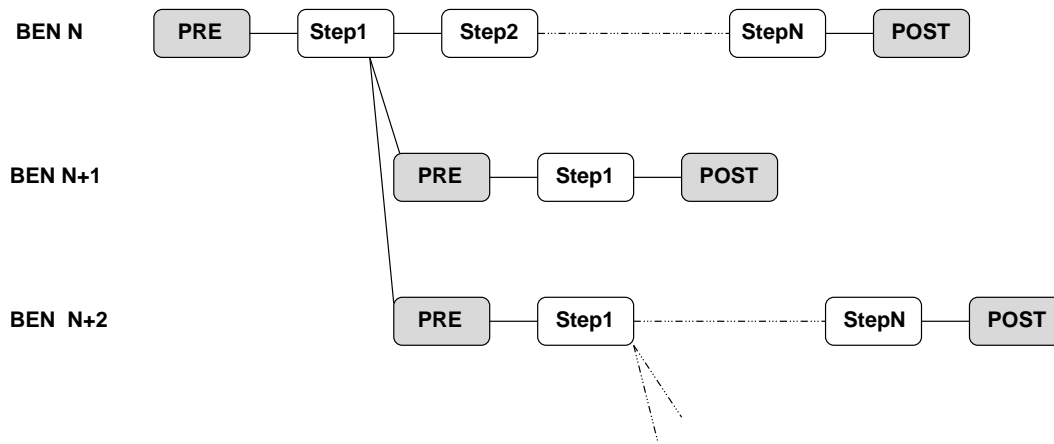 BEN N PRE Step1 Step2 StepN POST
BEN N+1 PRE Step1 POST
BEN N+2 PRE Step1 StepN POST